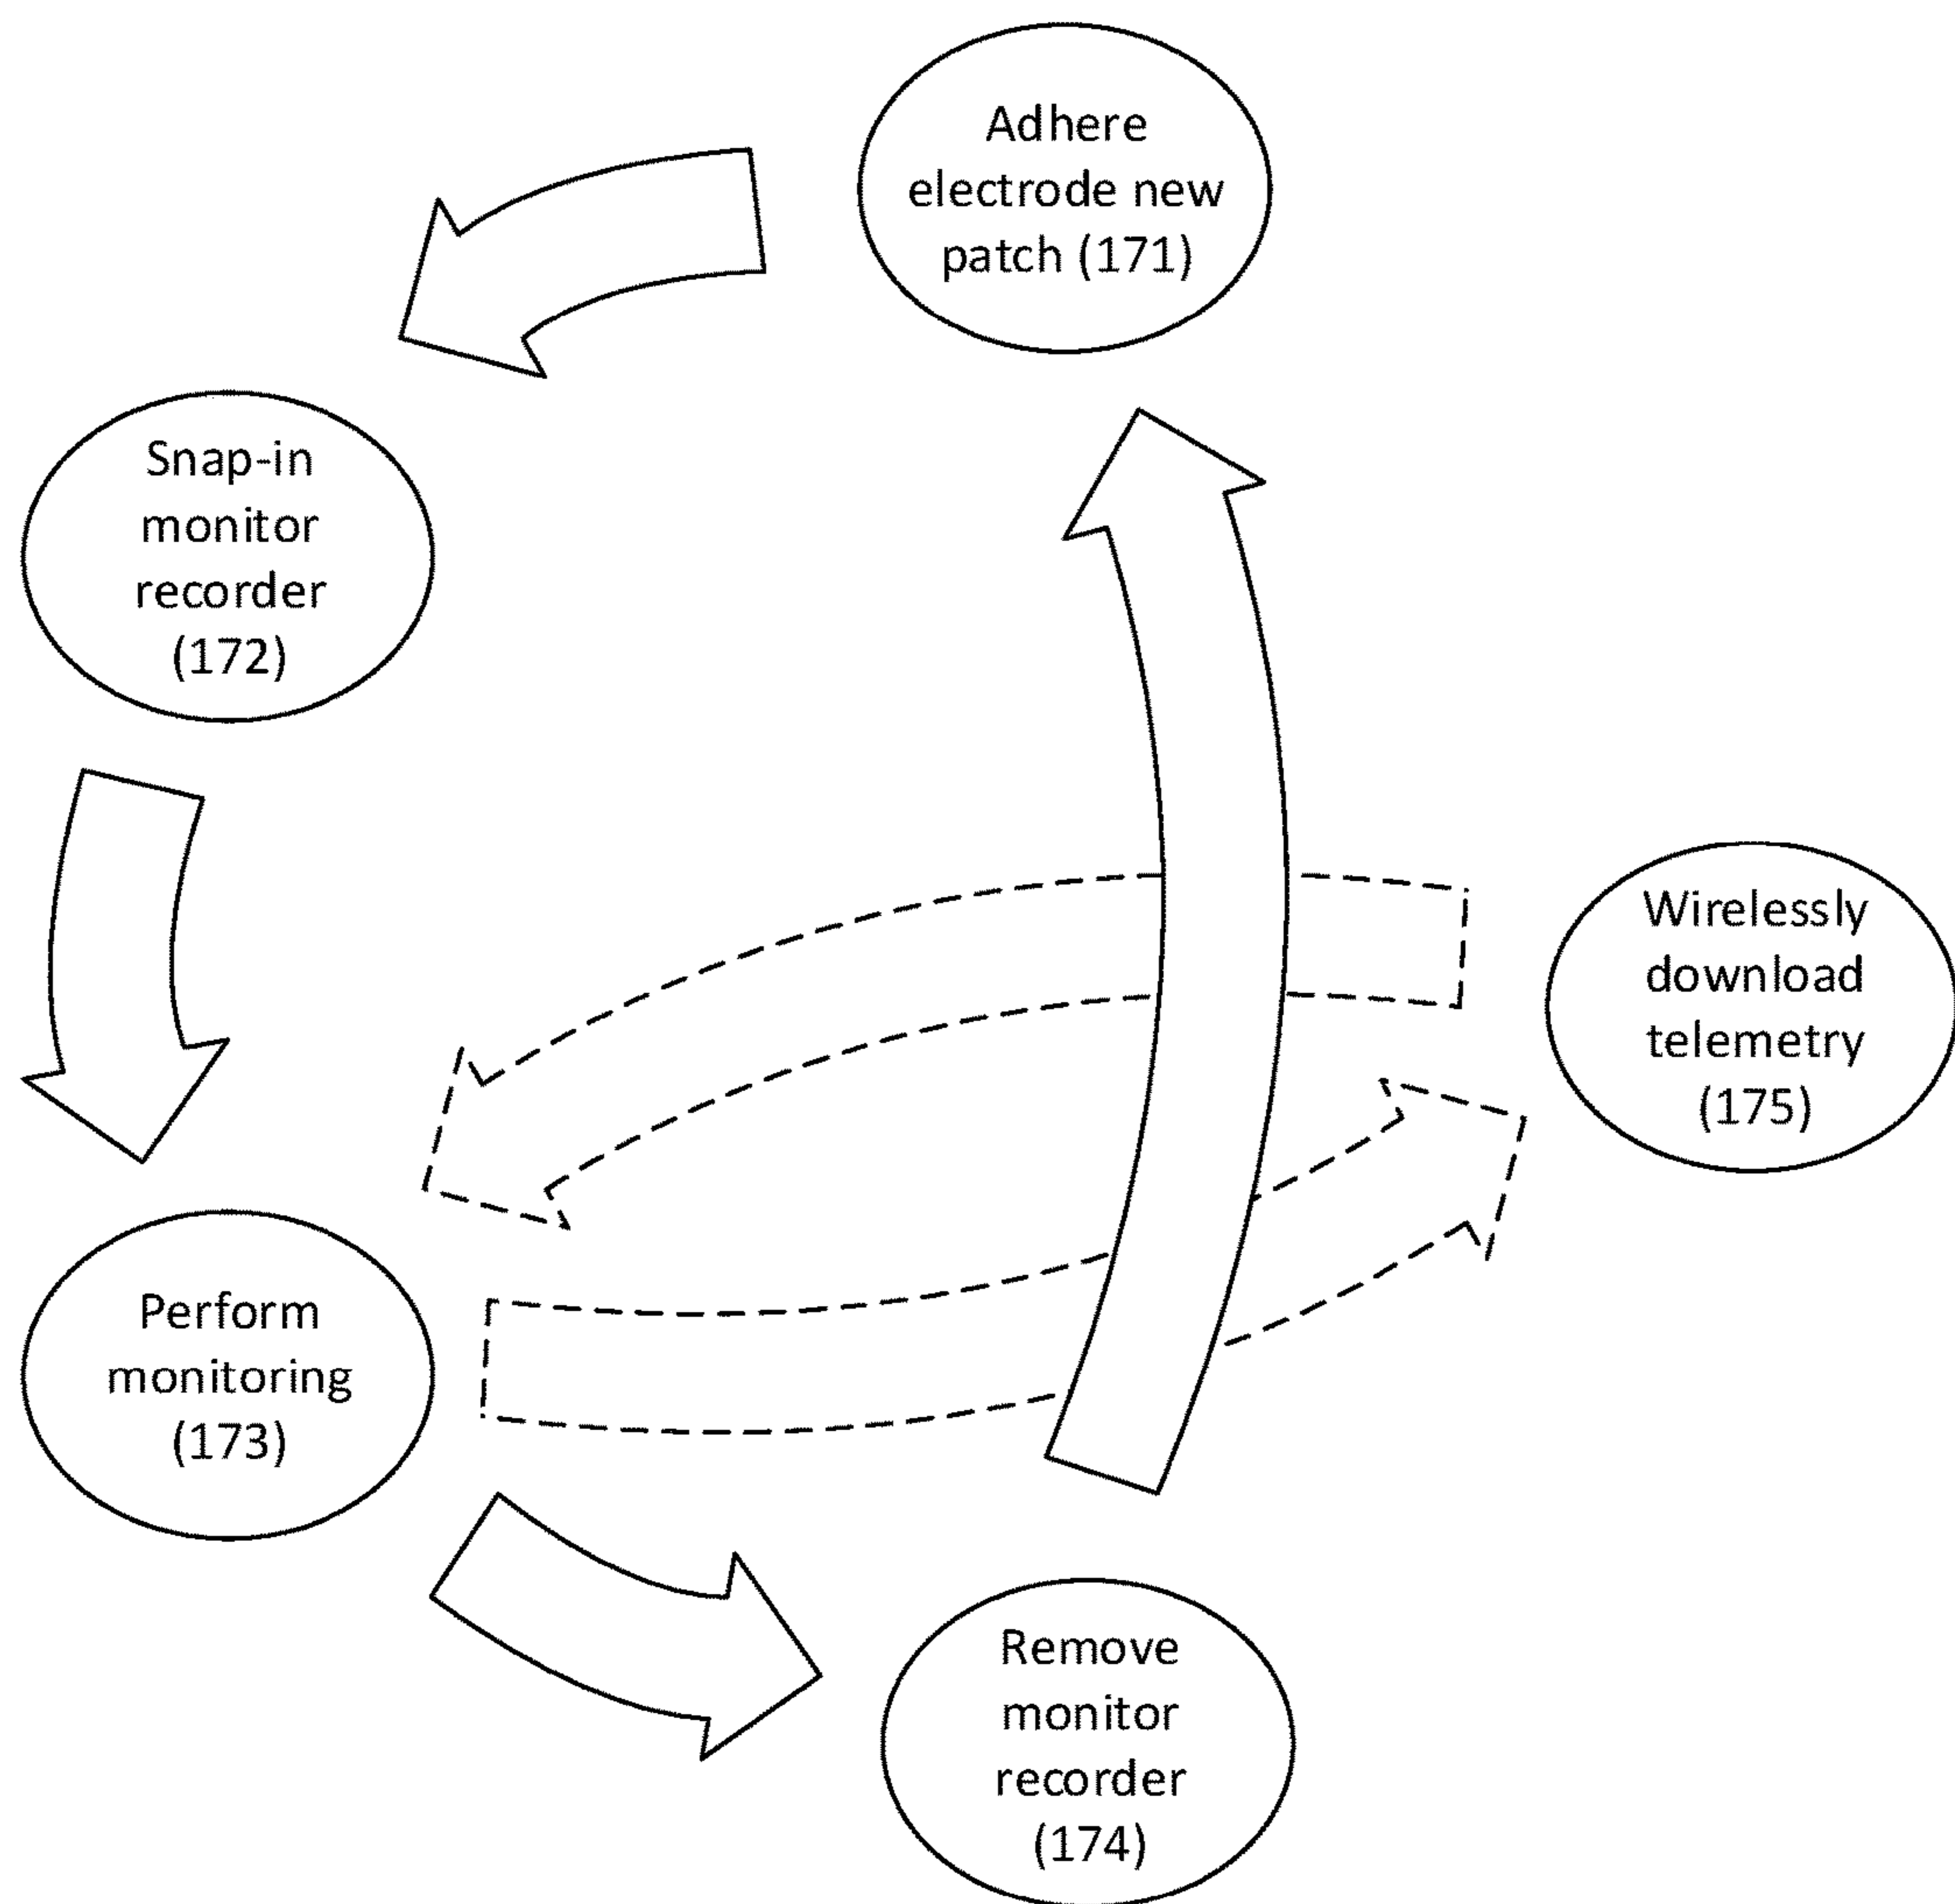 Adhere
electrode new
patch (171)
Snap-in
monitor
recorder
(172)
Wirelessly
download
telemetry
(175)
Perform
monitoring
(173)
Remove
monitor
recorder
(174)